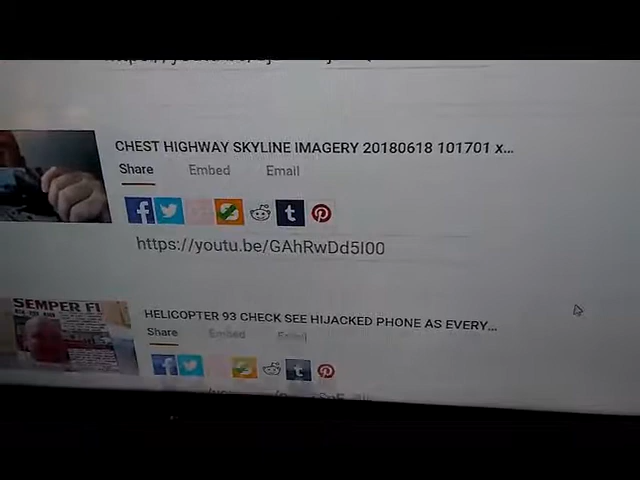 CHEST HIGHWAY SKYLINE IMAGERY 20180618 101701 x...
Share Embed Email
https://youtu.be/GAhRwDd5I00
SEMPER FI
HELICOPTER 93 CHECK SEE HIJACKED PHONE AS EVERY...
Share Embed Email